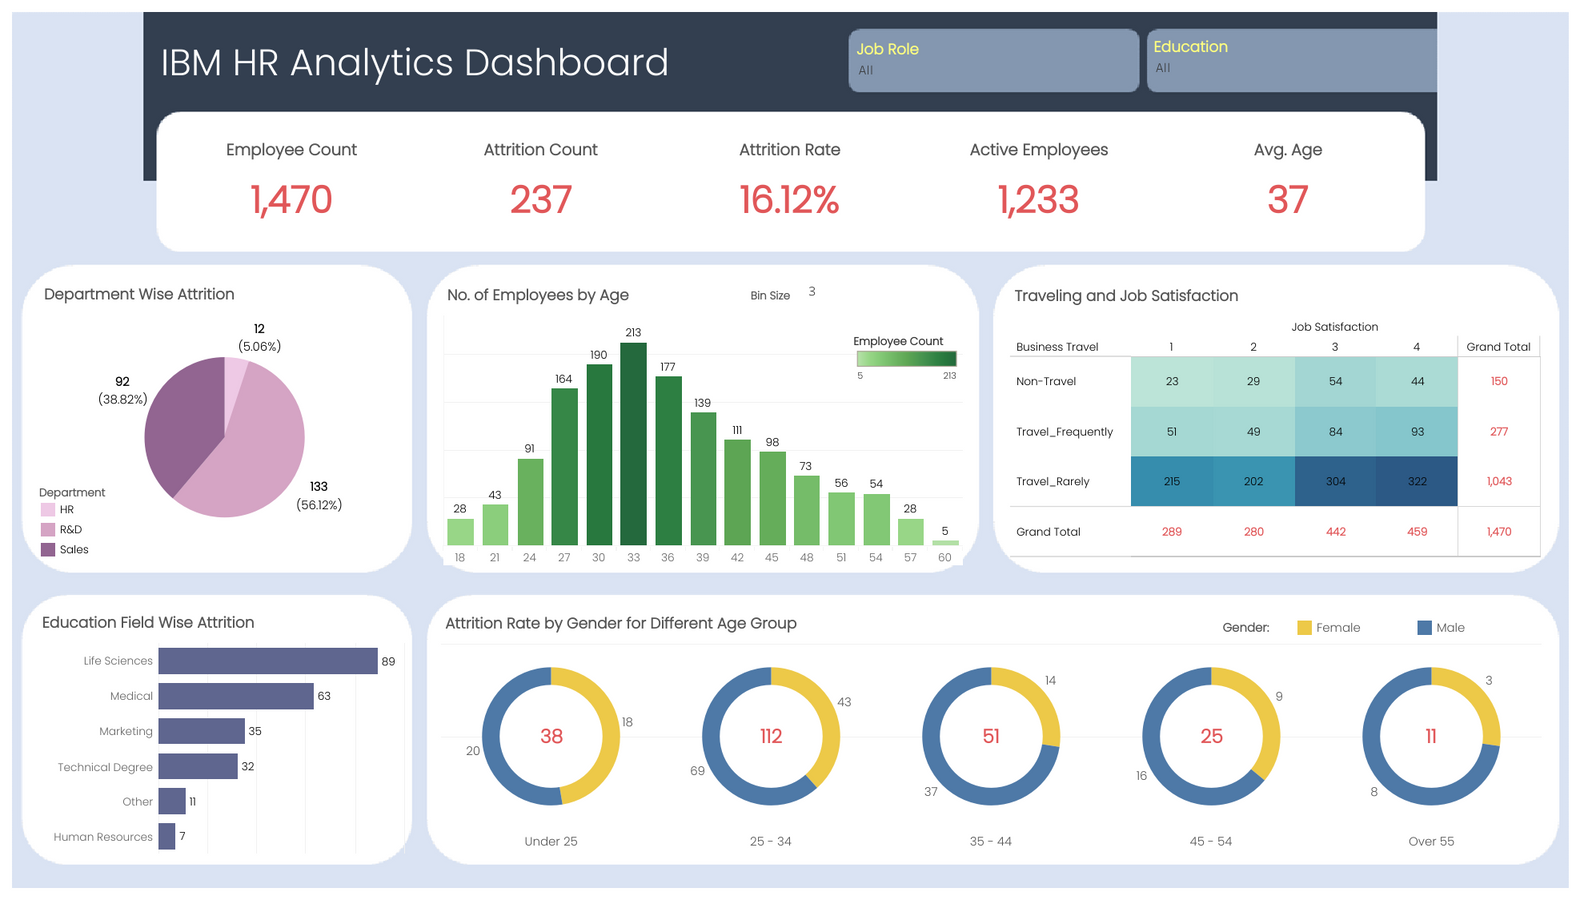 IBM HR Analytics Dashboard
Job Role
All
Education
All
Employee Count
1,470
Attrition Count
237
Attrition Rate
16.12%
Active Employees
1,233
Avg. Age
37
Department Wise Attrition
12
(5.06%)
92
(38.82%)
133
(56.12%)
Department
HR
R&D
Sales
No. of Employees by Age
Bin Size 3
Employee Count
5 213
28 43 91 164 190 213 177 139 111 98 73 56 54 28 5
18 21 24 27 30 33 36 39 42 45 48 51 54 57 60
Traveling and Job Satisfaction
Job Satisfaction
Business Travel 1 2 3 4 Grand Total
Non-Travel 23 29 54 44 150
Travel_Frequently 51 49 84 93 277
Travel_Rarely 215 202 304 322 1,043
Grand Total 289 280 442 459 1,470
Education Field Wise Attrition
Life Sciences 89
Medical 63
Marketing 35
Technical Degree 32
Other 11
Human Resources 7
Attrition Rate by Gender for Different Age Group
Gender: Female Male
38 18 20
112 43 69
51 14 37
25 9 16
11 3 8
Under 25 25 - 34 35 - 44 45 - 54 Over 55